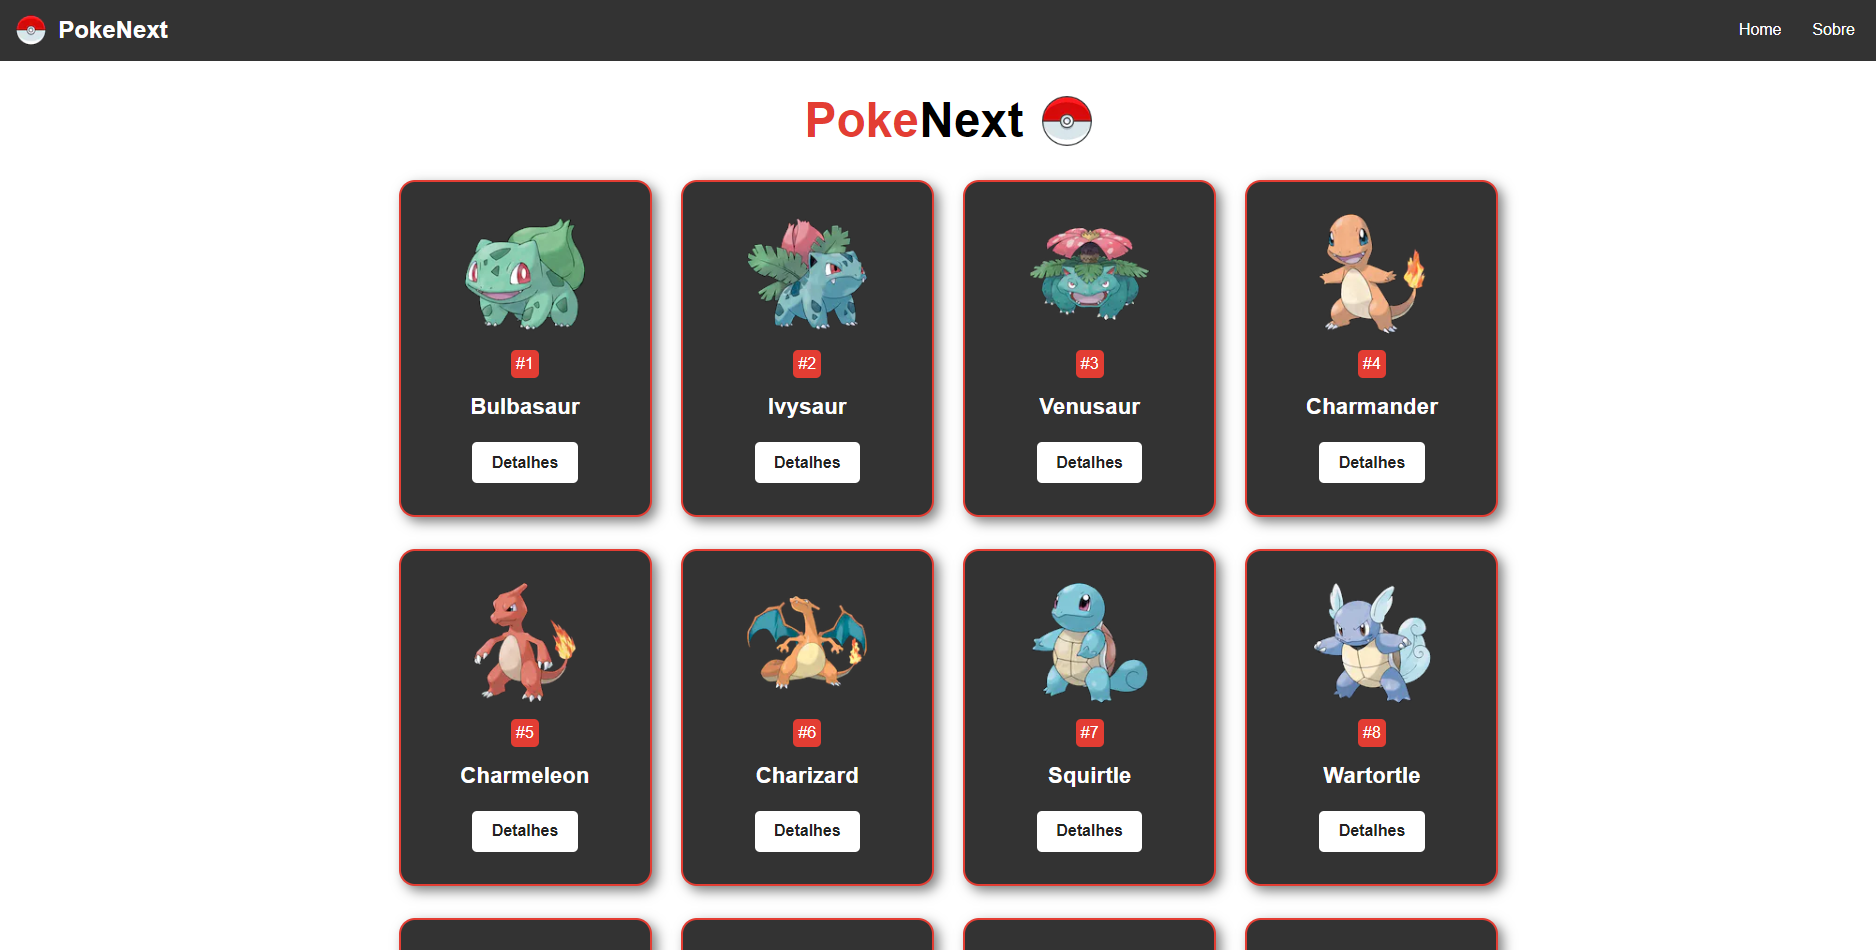 PokeNext
Home Sobre
PokeNext
#1 #2 #3 #4
Bulbasaur Ivysaur Venusaur Charmander
Detalhes Detalhes Detalhes Detalhes
#5 #6 #7 #8
Charmeleon Charizard Squirtle Wartortle
Detalhes Detalhes Detalhes Detalhes